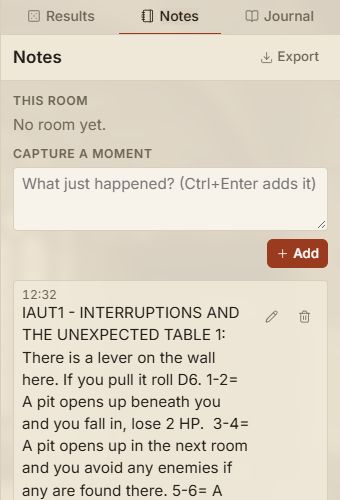 Results Notes Journal
Notes Export
THIS ROOM
No room yet.
CAPTURE A MOMENT
What just happened? (Ctrl+Enter adds it)
+ Add
12:32
IAUT1 - INTERRUPTIONS AND
THE UNEXPECTED TABLE 1:
There is a lever on the wall
here. If you pull it roll D6. 1-2=
A pit opens up beneath you
and you fall in, lose 2 HP.  3-4=
A pit opens up in the next room
and you avoid any enemies if
any are found there. 5-6= A